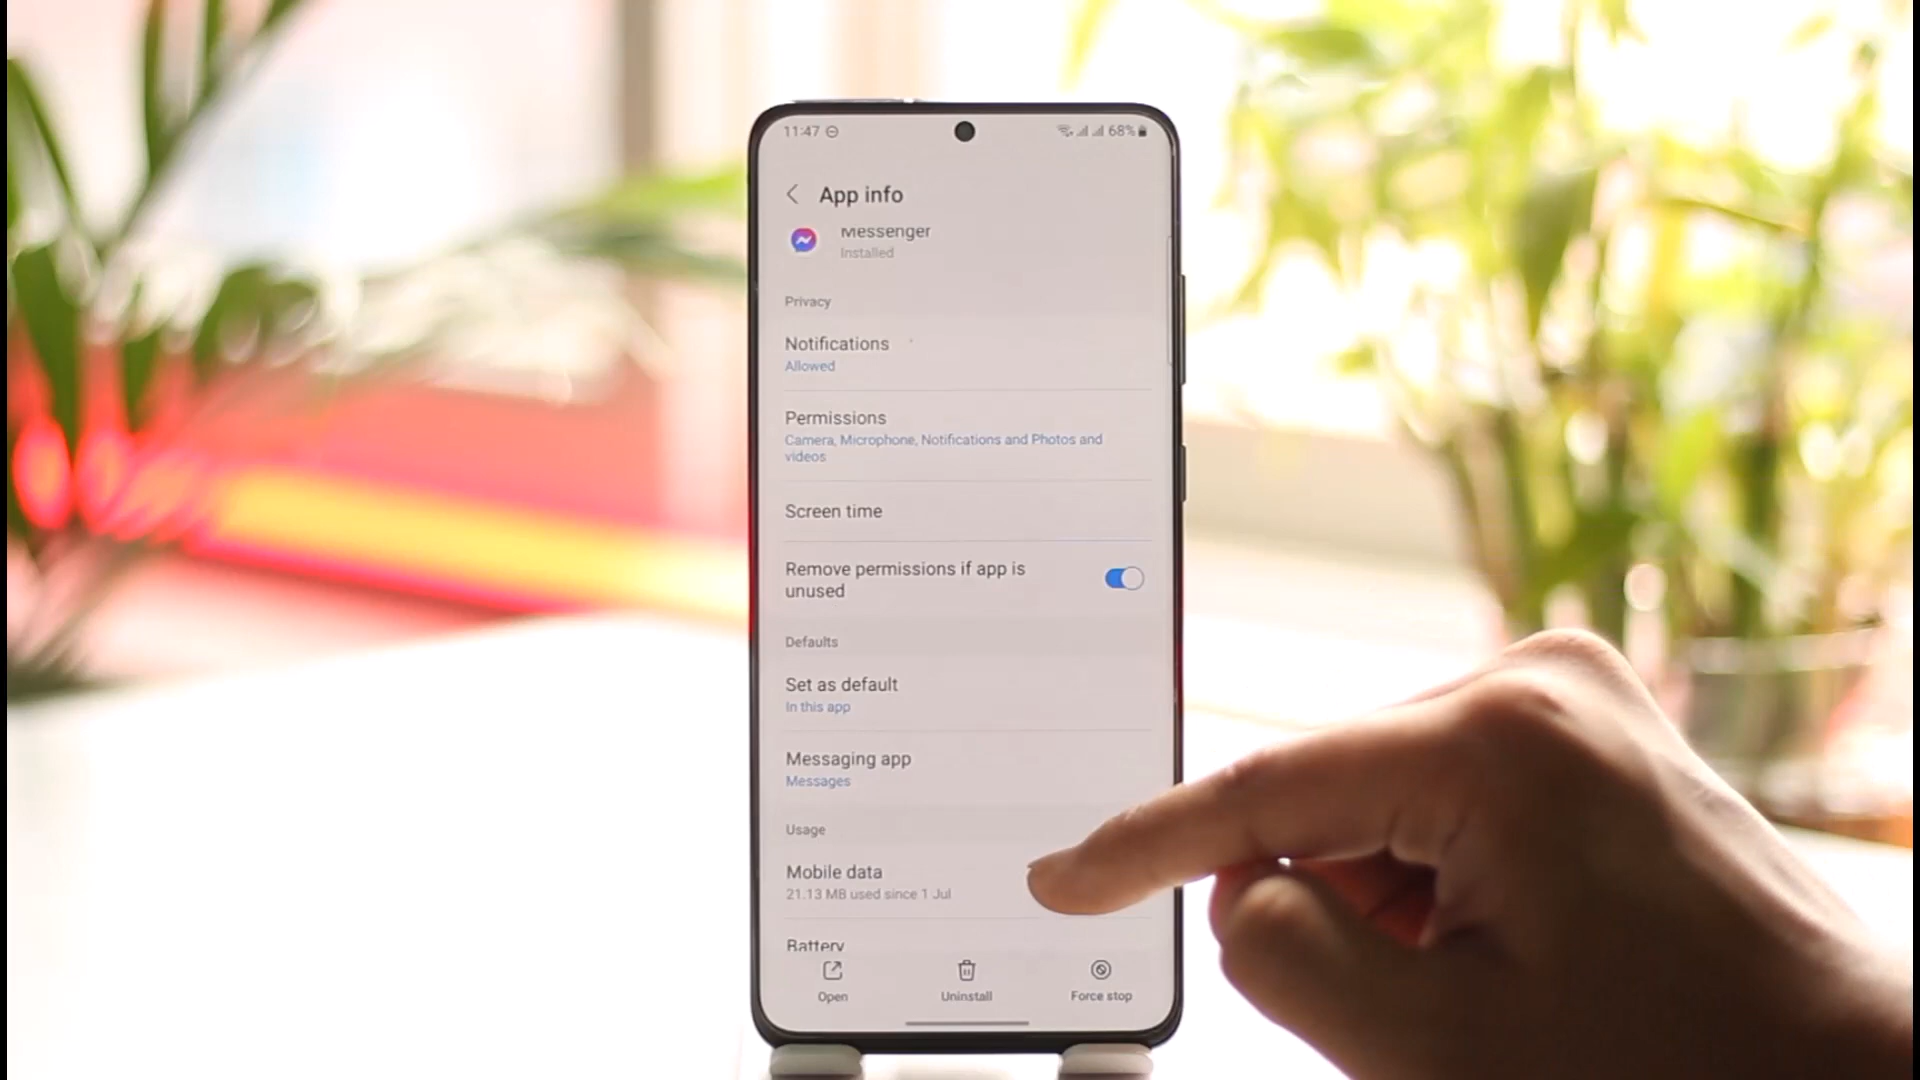 11:47 68%
App info
Messenger
Installed
Privacy
Notifications
Allowed
Permissions
Camera, Microphone, Notifications and Photos and
videos
Screen time
Remove permissions if app is
unused
Defaults
Set as default
In this app
Messaging app
Messages
Usage
Mobile data
21.13 MB used since 1 Jul
Battery
Open Uninstall Force stop